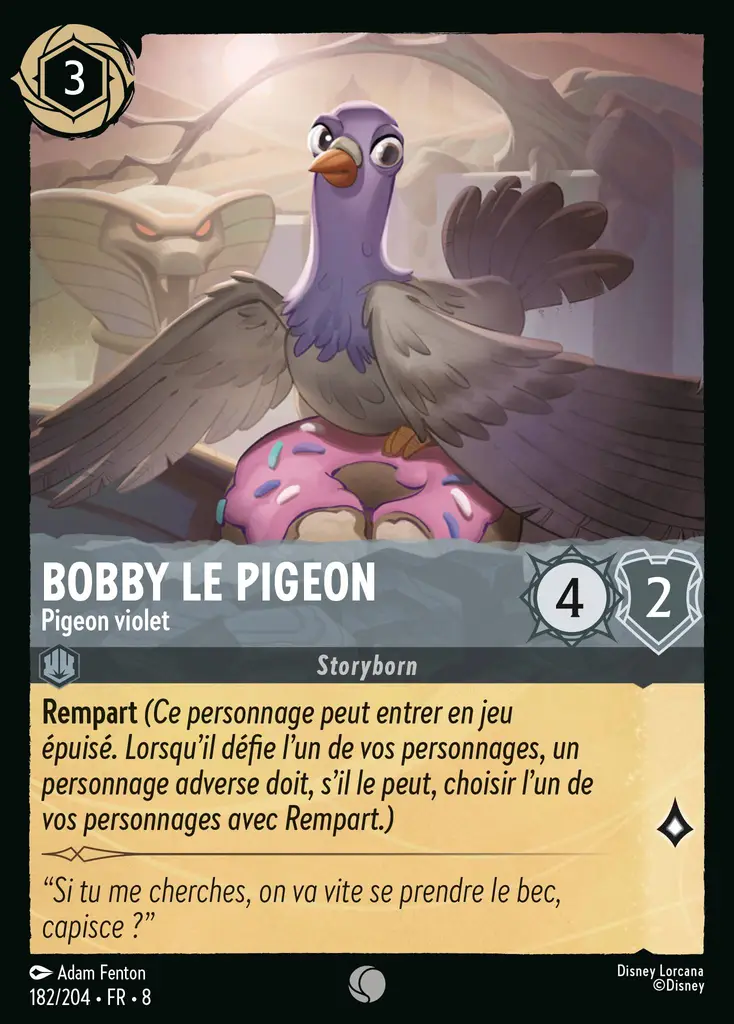 3
BOBBY LE PIGEON
Pigeon violet
4
2
Storyborn
Rempart (Ce personnage peut entrer en jeu
épuisé. Lorsqu'il défie l'un de vos personnages, un
personnage adverse doit, s'il le peut, choisir l'un de
vos personnages avec Rempart.)
“Si tu me cherches, on va vite se prendre le bec,
capisce ?”
Adam Fenton
182/204 • FR • 8
Disney Lorcana
©Disney